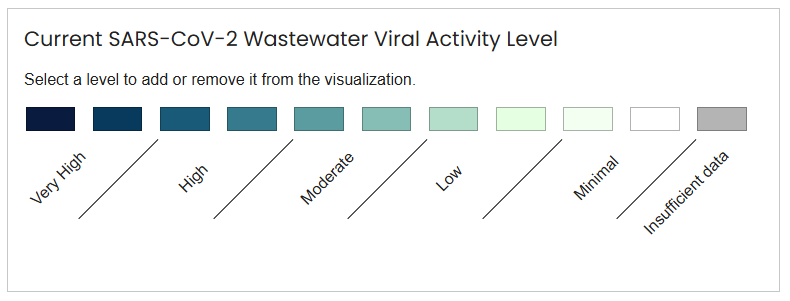 Current SARS-CoV-2 Wastewater Viral Activity Level
Select a level to add or remove it from the visualization.
Very High
High
Moderate
Low
Minimal
Insufficient data